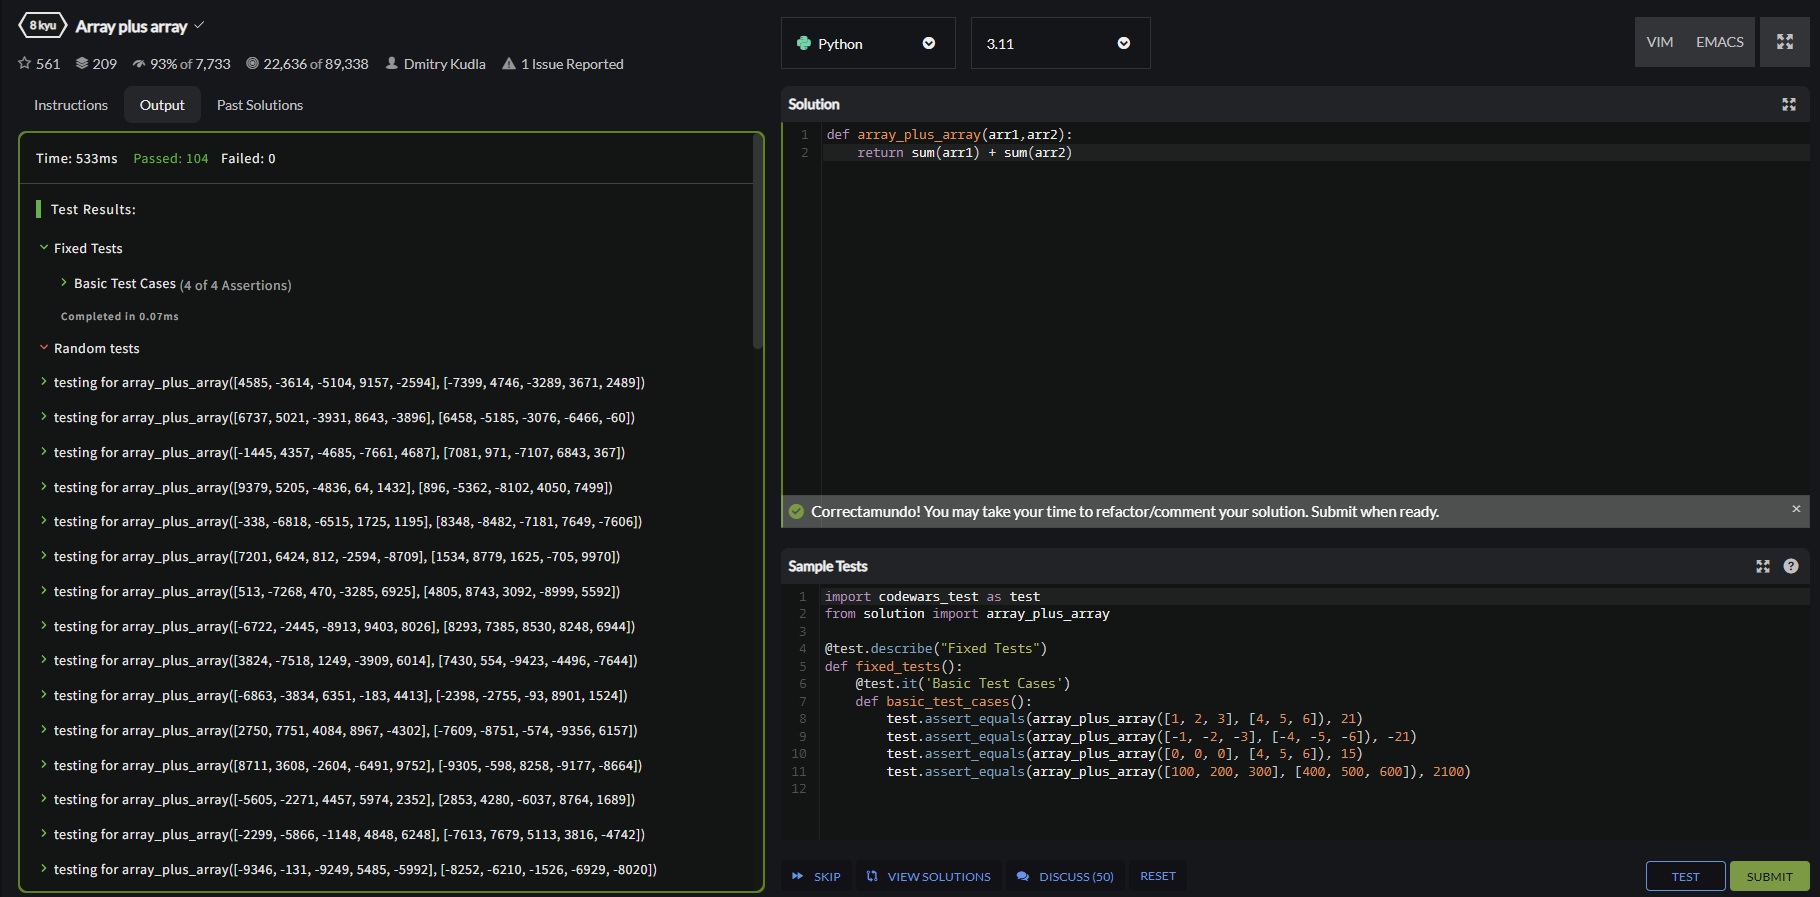 8 kyu Array plus array
561 209 93% of 7,733 22,636 of 89,338 Dmitry Kudla 1 Issue Reported
Instructions Output Past Solutions
Time: 533ms Passed: 104 Failed: 0
Test Results:
Fixed Tests
Basic Test Cases (4 of 4 Assertions)
Completed in 0.07ms
Random tests
testing for array_plus_array([4585, -3614, -5104, 9157, -2594], [-7399, 4746, -3289, 3671, 2489])
testing for array_plus_array([6737, 5021, -3931, 8643, -3896], [6458, -5185, -3076, -6466, -60])
testing for array_plus_array([-1445, 4357, -4685, -7661, 4687], [7081, 971, -7107, 6843, 367])
testing for array_plus_array([9379, 5205, -4836, 64, 1432], [896, -5362, -8102, 4050, 7499])
testing for array_plus_array([-338, -6818, -6515, 1725, 1195], [8348, -8482, -7181, 7649, -7606])
testing for array_plus_array([7201, 6424, 812, -2594, -8709], [1534, 8779, 1625, -705, 9970])
testing for array_plus_array([513, -7268, 470, -3285, 6925], [4805, 8743, 3092, -8999, 5592])
testing for array_plus_array([-6722, -2445, -8913, 9403, 8026], [8293, 7385, 8530, 8248, 6944])
testing for array_plus_array([3824, -7518, 1249, -3909, 6014], [7430, 554, -9423, -4496, -7644])
testing for array_plus_array([-6863, -3834, 6351, -183, 4413], [-2398, -2755, -93, 8901, 1524])
testing for array_plus_array([2750, 7751, 4084, 8967, -4302], [-7609, -8751, -574, -9356, 6157])
testing for array_plus_array([8711, 3608, -2604, -6491, 9752], [-9305, -598, 8258, -9177, -8664])
testing for array_plus_array([-5605, -2271, 4457, 5974, 2352], [2853, 4280, -6037, 8764, 1689])
testing for array_plus_array([-2299, -5866, -1148, 4848, 6248], [-7613, 7679, 5113, 3816, -4742])
testing for array_plus_array([-9346, -131, -9249, 5485, -5992], [-8252, -6210, -1526, -6929, -8020])
Python 3.11 VIM EMACS
Solution
1 def array_plus_array(arr1,arr2):
2 return sum(arr1) + sum(arr2)
Correctamundo! You may take your time to refactor/comment your solution. Submit when ready. ×
Sample Tests ?
1 import codewars_test as test
2 from solution import array_plus_array
3
4 @test.describe("Fixed Tests")
5 def fixed_tests():
6 @test.it('Basic Test Cases')
7 def basic_test_cases():
8 test.assert_equals(array_plus_array([1, 2, 3], [4, 5, 6]), 21)
9 test.assert_equals(array_plus_array([-1, -2, -3], [-4, -5, -6]), -21)
10 test.assert_equals(array_plus_array([0, 0, 0], [4, 5, 6]), 15)
11 test.assert_equals(array_plus_array([100, 200, 300], [400, 500, 600]), 2100)
12
SKIP VIEW SOLUTIONS DISCUSS (50) RESET TEST SUBMIT